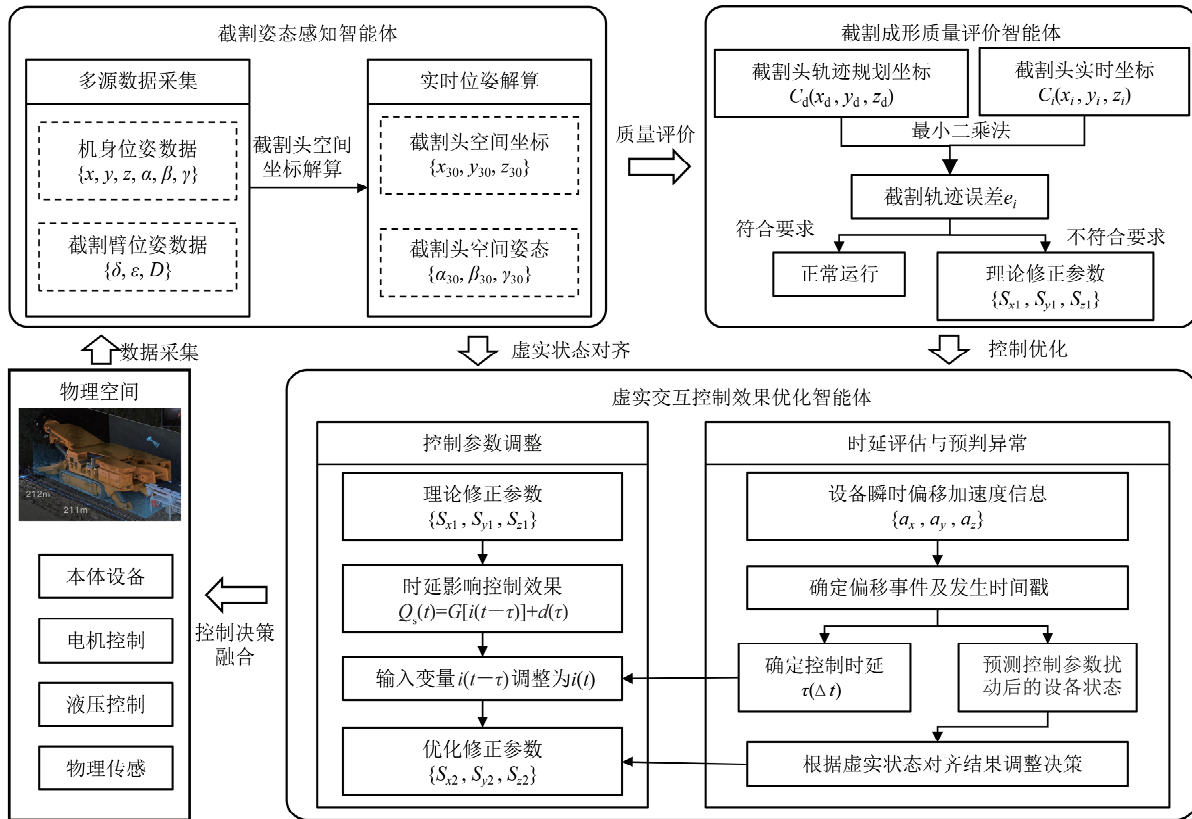 截割姿态感知智能体
多源数据采集
机身位姿数据
{x, y, z, α, β, γ}
截割臂位姿数据
{δ, ε, D}
截割头空间
坐标解算
实时位姿解算
截割头空间坐标
{x₃₀, y₃₀, z₃₀}
截割头空间姿态
{α₃₀, β₃₀, γ₃₀}
质量评价
截割成形质量评价智能体
截割头轨迹规划坐标
C_d(x_d, y_d, z_d)
截割头实时坐标
C_i(x_i, y_i, z_i)
最小二乘法
截割轨迹误差e_i
符合要求
不符合要求
正常运行
理论修正参数
{S_x1, S_y1, S_z1}
数据采集
虚实状态对齐
控制优化
物理空间
212m
211m
本体设备
电机控制
液压控制
物理传感
控制决策
融合
虚实交互控制效果优化智能体
控制参数调整
理论修正参数
{S_x1, S_y1, S_z1}
时延影响控制效果
Q_s(t)=G[i(t−τ)]+d(τ)
输入变量i(t−τ)调整为i(t)
优化修正参数
{S_x2, S_y2, S_z2}
时延评估与预判异常
设备瞬时偏移加速度信息
{a_x, a_y, a_z}
确定偏移事件及发生时间戳
确定控制时延
τ(Δt)
预测控制参数扰
动后的设备状态
根据虚实状态对齐结果调整决策